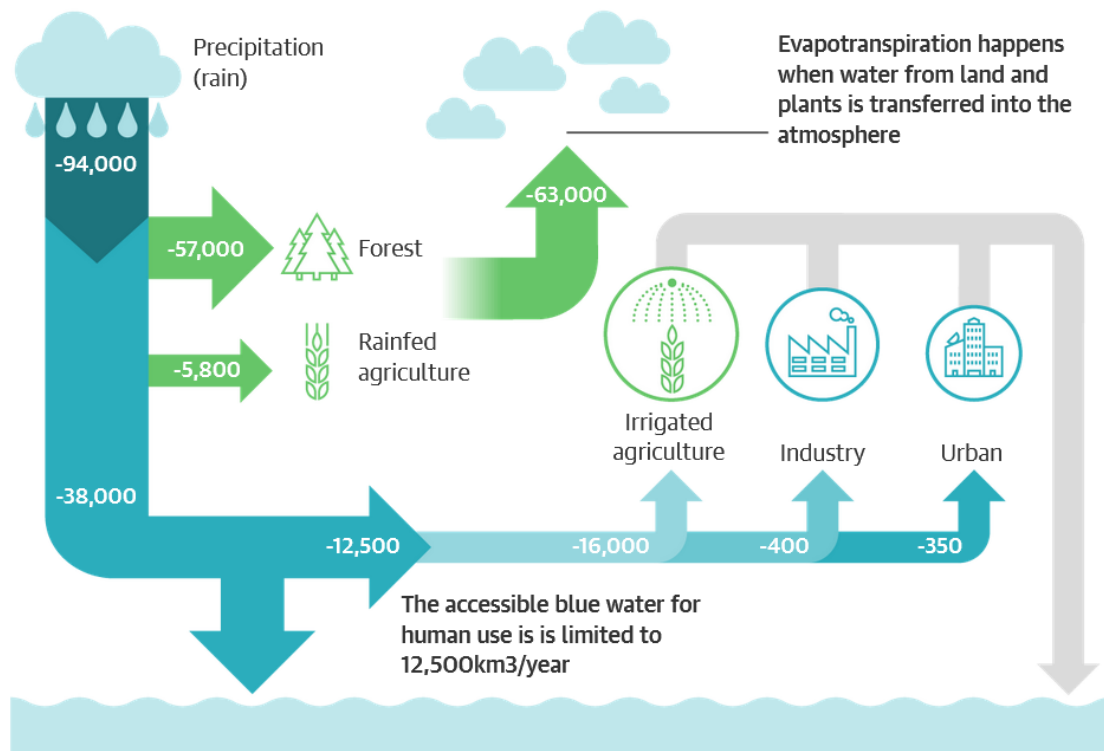 Precipitation
(rain)
Evapotranspiration happens
when water from land and
plants is transferred into the
atmosphere
-94,000
-63,000
-57,000
Forest
Rainfed
agriculture
-5,800
Irrigated
agriculture
Industry
Urban
-38,000
-12,500
-16,000
-400
-350
The accessible blue water for
human use is is limited to
12,500km3/year